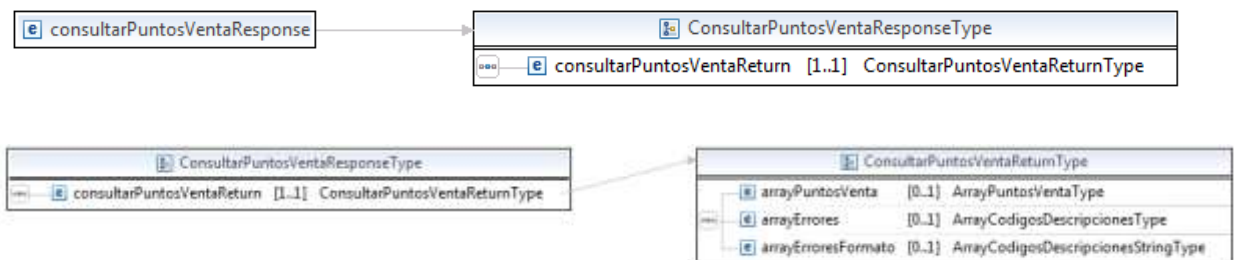 consultarPuntosVentaResponse
ConsultarPuntosVentaResponseType
consultarPuntosVentaReturn [1..1] ConsultarPuntosVentaReturnType
ConsultarPuntosVentaResponseType
consultarPuntosVentaReturn [1..1] ConsultarPuntosVentaReturnType
ConsultarPuntosVentaReturnType
arrayPuntosVenta [0..1] ArrayPuntosVentaType
arrayErrores [0..1] ArrayCodigosDescripcionesType
arrayErroresFormato [0..1] ArrayCodigosDescripcionesStringType